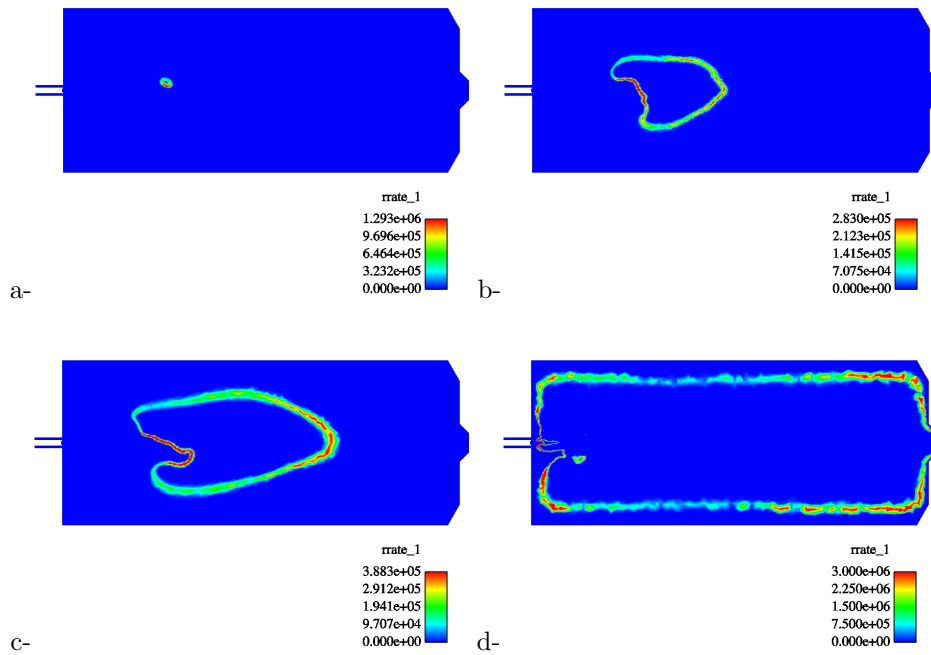 rrate_1
1.293e+06
9.696e+05
6.464e+05
3.232e+05
0.000e+00
a-
rrate_1
2.830e+05
2.123e+05
1.415e+05
7.075e+04
0.000e+00
b-
rrate_1
3.883e+05
2.912e+05
1.941e+05
9.707e+04
0.000e+00
c-
rrate_1
3.000e+06
2.250e+06
1.500e+06
7.500e+05
0.000e+00
d-